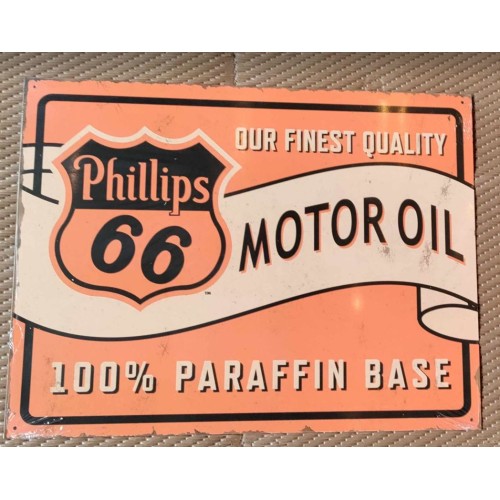 OUR FINEST QUALITY
Phillips
66
MOTOR OIL
100% PARAFFIN BASE